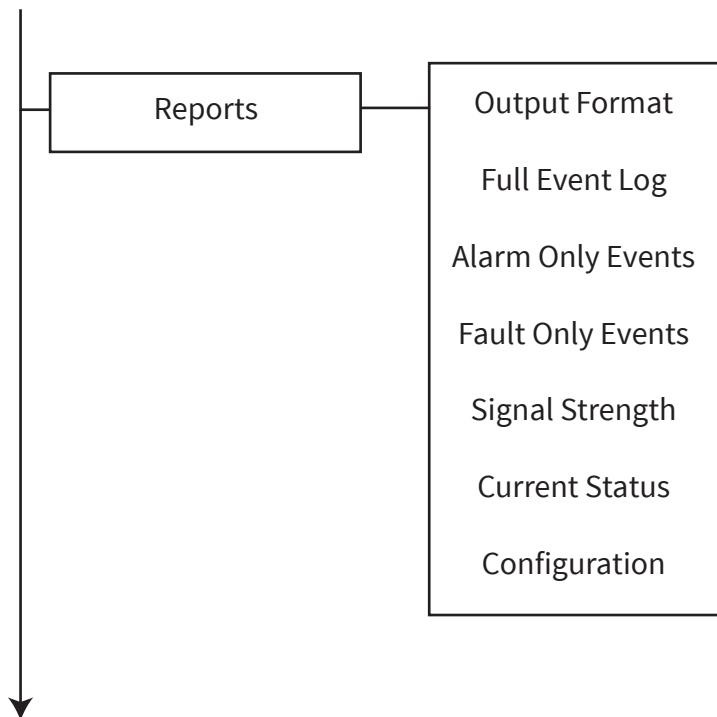 Reports
Output Format
Full Event Log
Alarm Only Events
Fault Only Events
Signal Strength
Current Status
Configuration